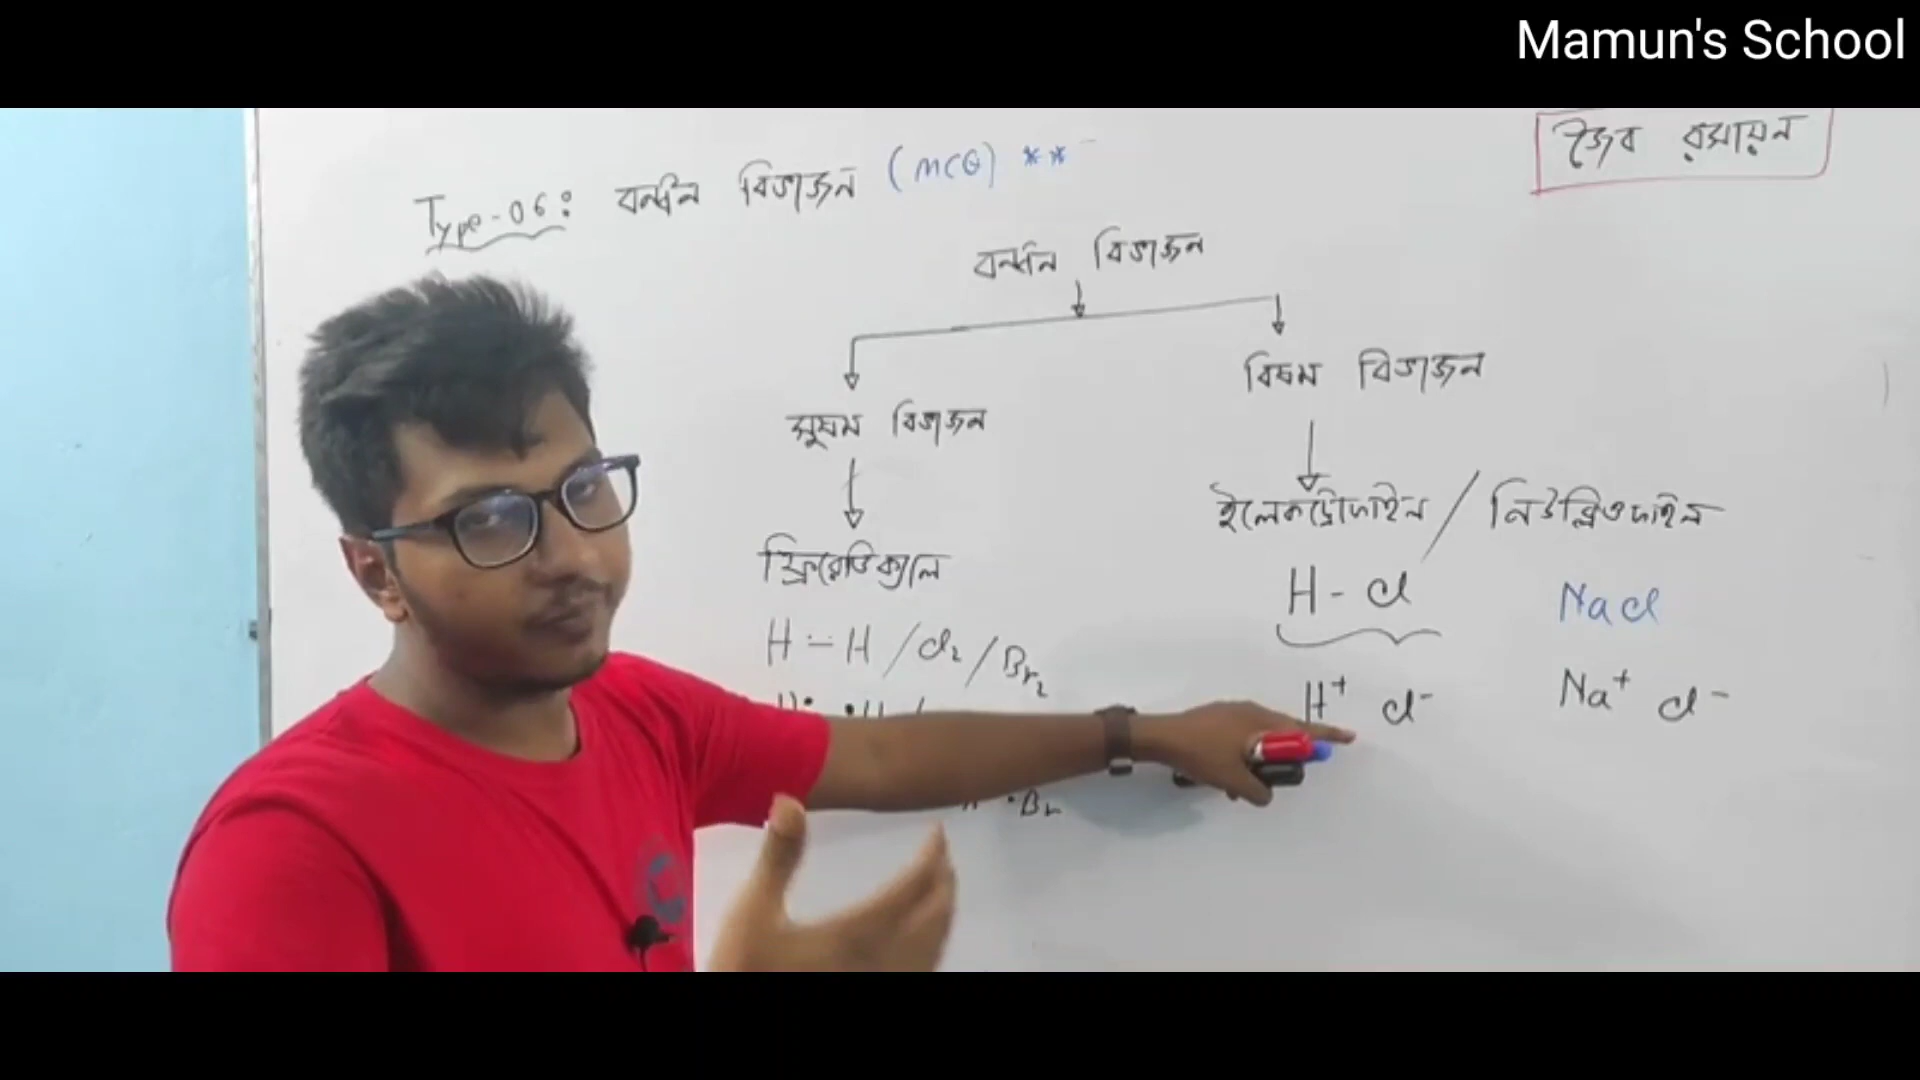 Mamun's School
জৈব রসায়ন
Type-06: বন্ধন বিভাজন (MCQ) **
বন্ধন বিভাজন
সুষম বিভাজন
বিষম বিভাজন
ফ্রিরেডিক্যাল
ইলেকট্রোফাইল / নিউক্লিওফাইল
H - H / Cl₂ / Br₂
H - Cl
NaCl
H⁺ Cl⁻
Na⁺ Cl⁻
•Br